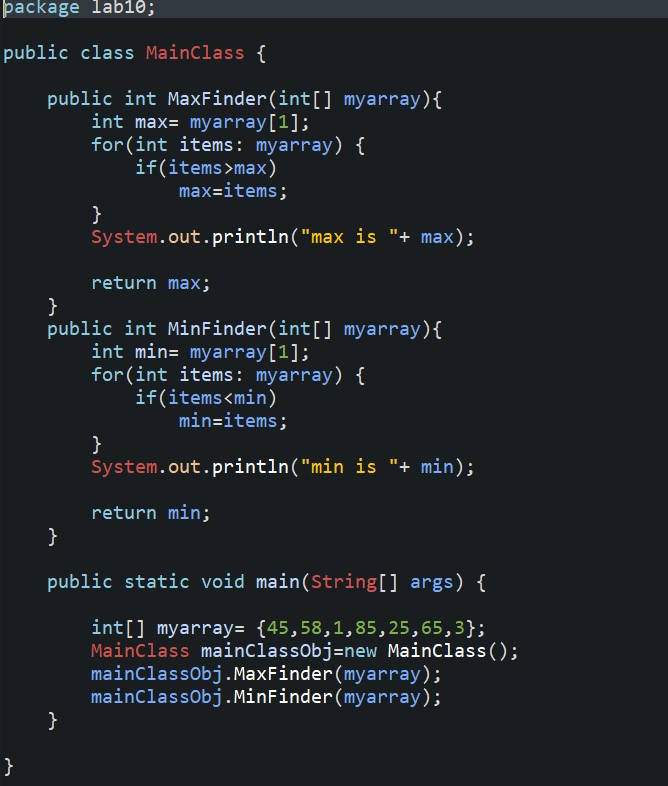 package lab10;
public class MainClass {
public int MaxFinder(int[] myarray){
int max= myarray[1];
for(int items: myarray) {
if(items>max)
max=items;
}
System.out.println("max is "+ max);
return max;
}
public int MinFinder(int[] myarray){
int min= myarray[1];
for(int items: myarray) {
if(items<min)
min=items;
}
System.out.println("min is "+ min);
return min;
}
public static void main(String[] args) {
int[] myarray= {45,58,1,85,25,65,3};
MainClass mainClassObj=new MainClass();
mainClassObj.MaxFinder(myarray);
mainClassObj.MinFinder(myarray);
}
}